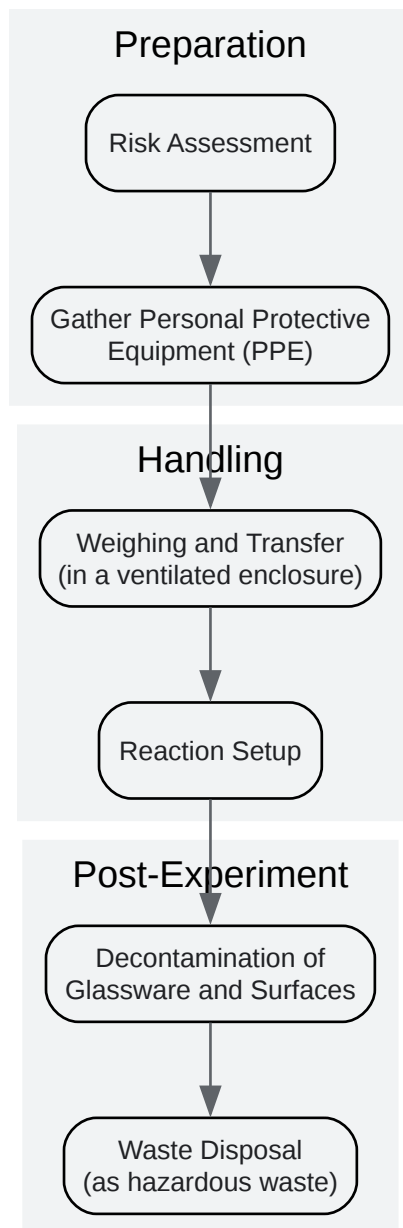 Preparation
Risk Assessment
Gather Personal Protective
Equipment (PPE)
Handling
Weighing and Transfer
(in a ventilated enclosure)
Reaction Setup
Post-Experiment
Decontamination of
Glassware and Surfaces
Waste Disposal
(as hazardous waste)